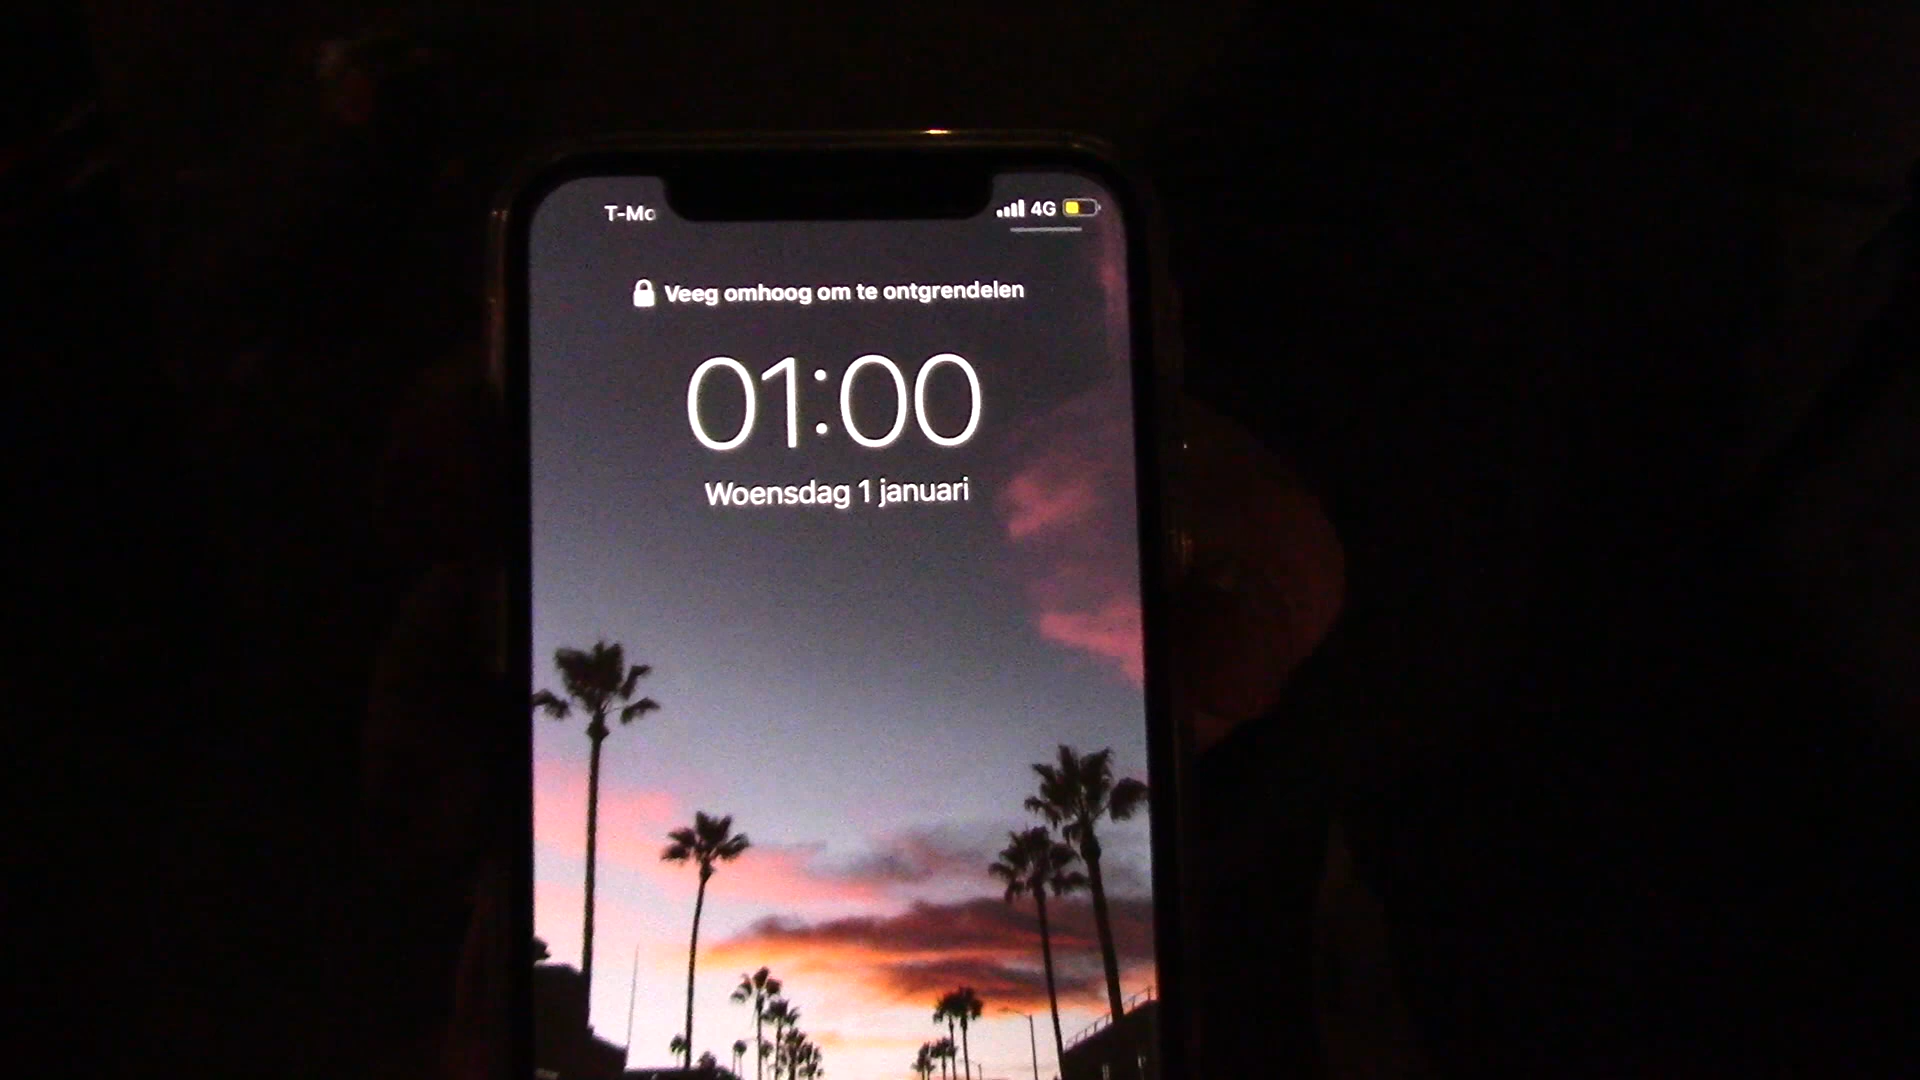 T-Mo
4G
Veeg omhoog om te ontgrendelen
01:00
Woensdag 1 januari